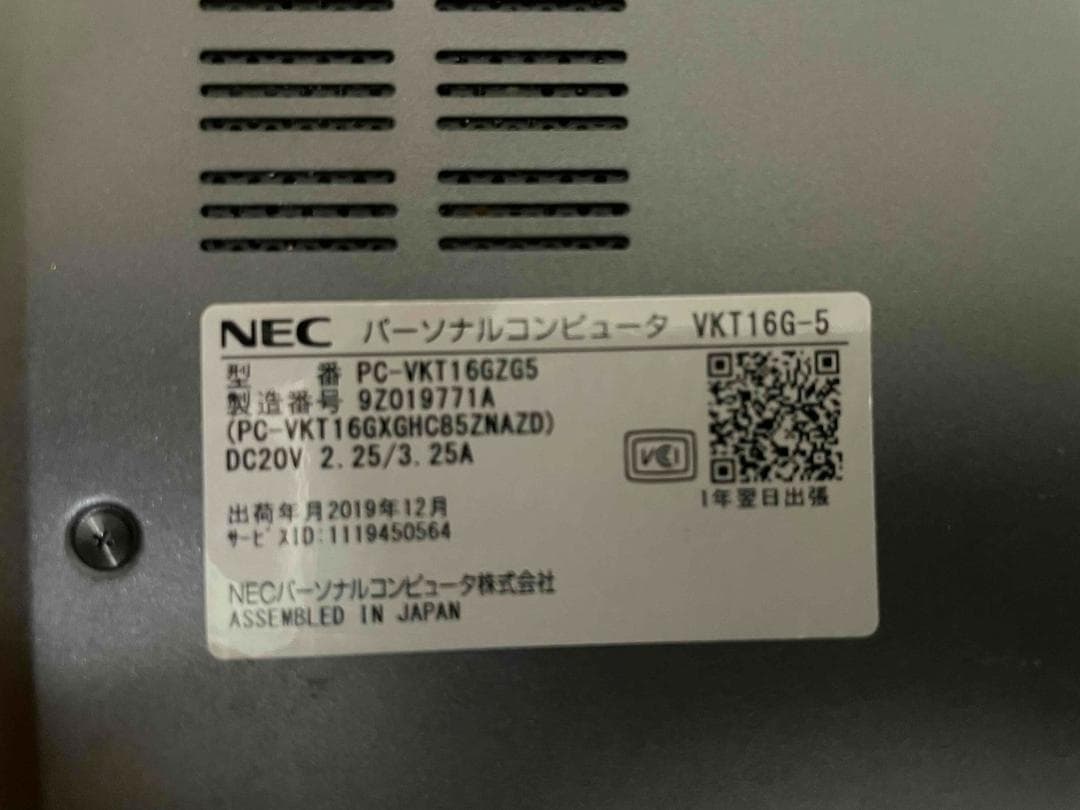 NEC パーソナルコンピュータ VKT16G-5
型 番 PC-VKT16GZG5
製造番号 9Z019771A
(PC-VKT16GXGHC85ZNAZD)
DC20V 2.25/3.25A
VCI
1年翌日出張
出荷年月2019年12月
ｻｰﾋﾞｽID:1119450564
NECパーソナルコンピュータ株式会社
ASSEMBLED IN JAPAN